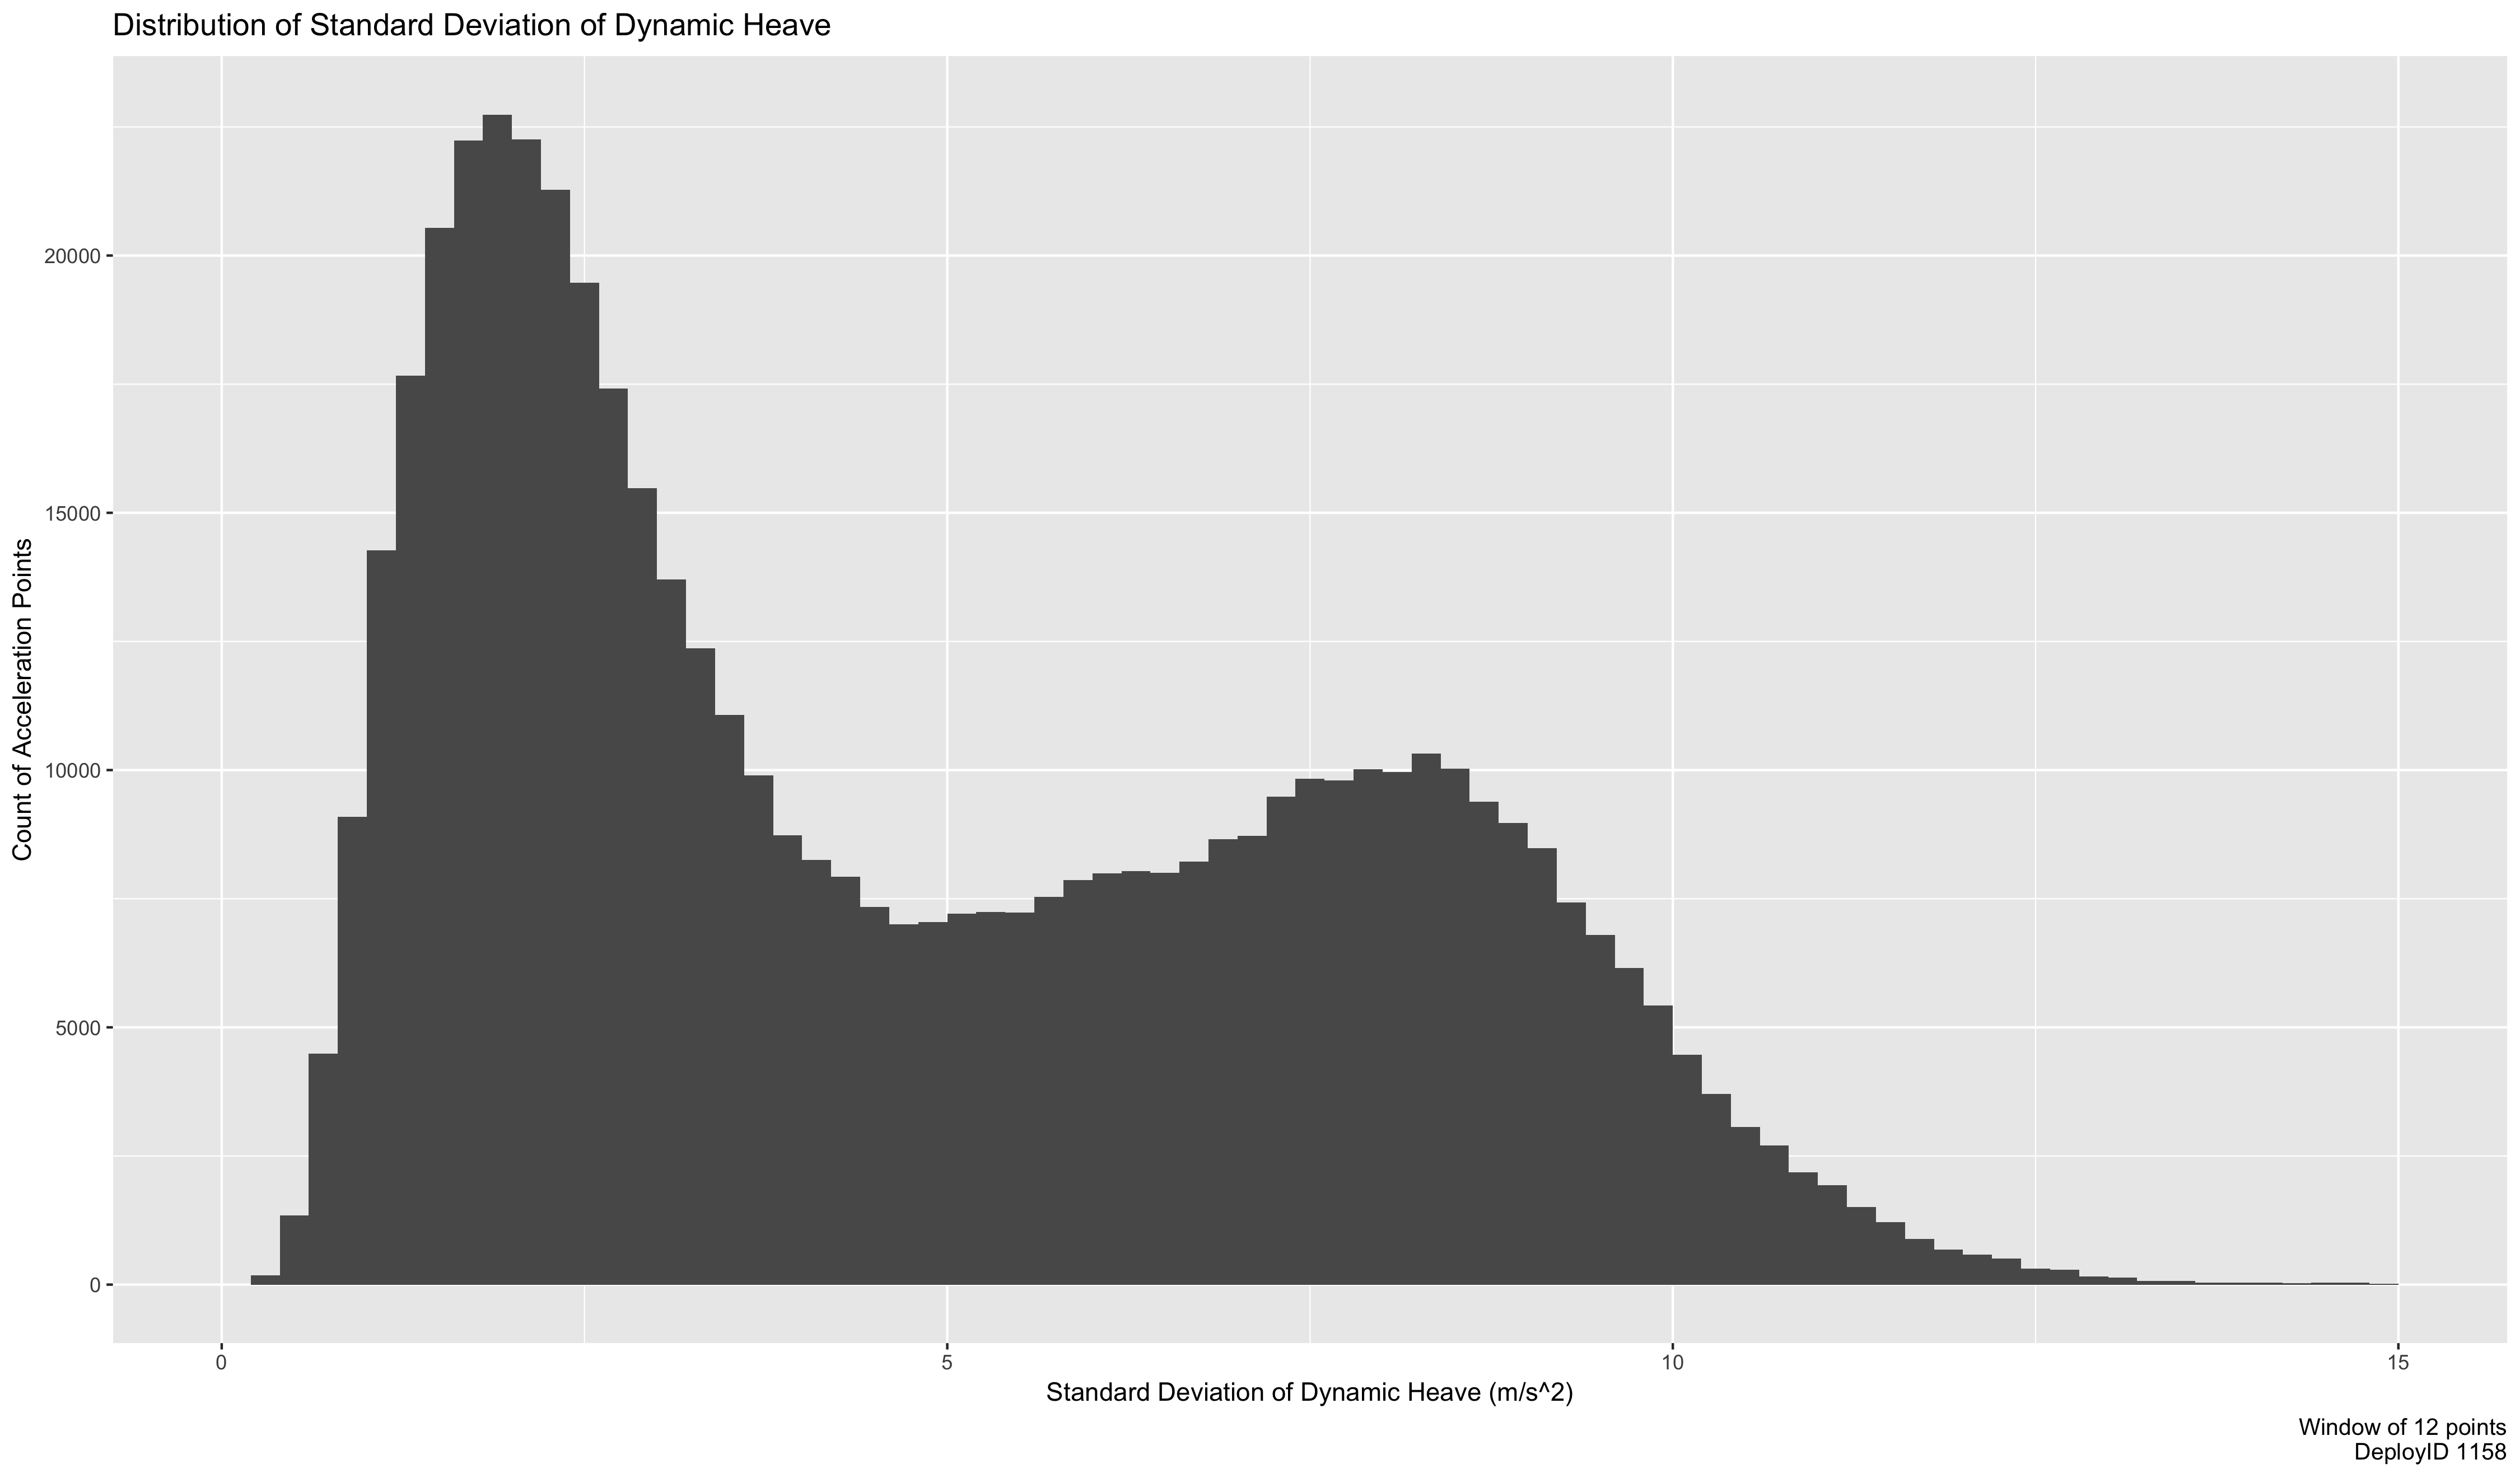 Distribution of Standard Deviation of Dynamic Heave
Count of Acceleration Points
20000
15000
10000
5000
0
0
5
10
15
Standard Deviation of Dynamic Heave (m/s^2)
Window of 12 points
DeployID 1158